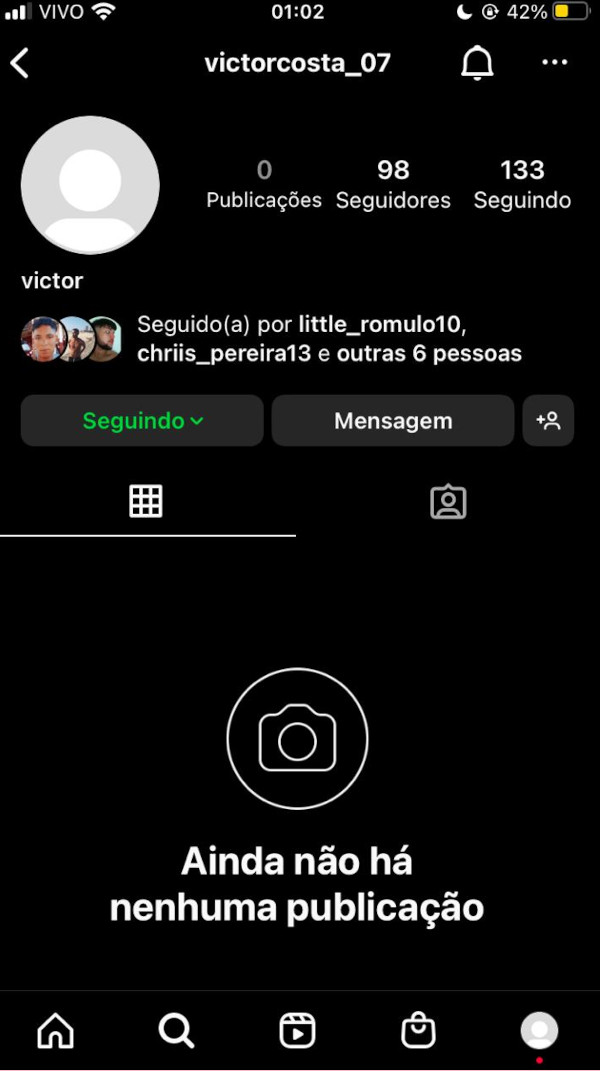 VIVO 01:02 42%
victorcosta_07
0 98 133
Publicações Seguidores Seguindo
victor
Seguido(a) por little_romulo10,
chriis_pereira13 e outras 6 pessoas
Seguindo Mensagem
Ainda não há
nenhuma publicação